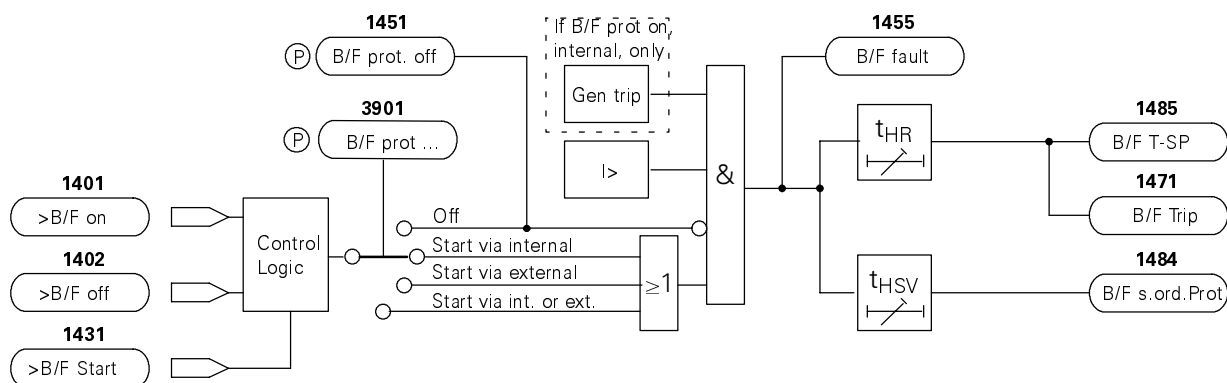 1451
B/F prot. off
P
3901
B/F prot ...
P
If B/F prot on,
internal, only
Gen trip
I>
&
1455
B/F fault
tHR
1485
B/F T-SP
1471
B/F Trip
1401
>B/F on
1402
>B/F off
1431
>B/F Start
Control
Logic
Off
Start via internal
Start via external
Start via int. or ext.
≥1
tHSV
1484
B/F s.ord.Prot